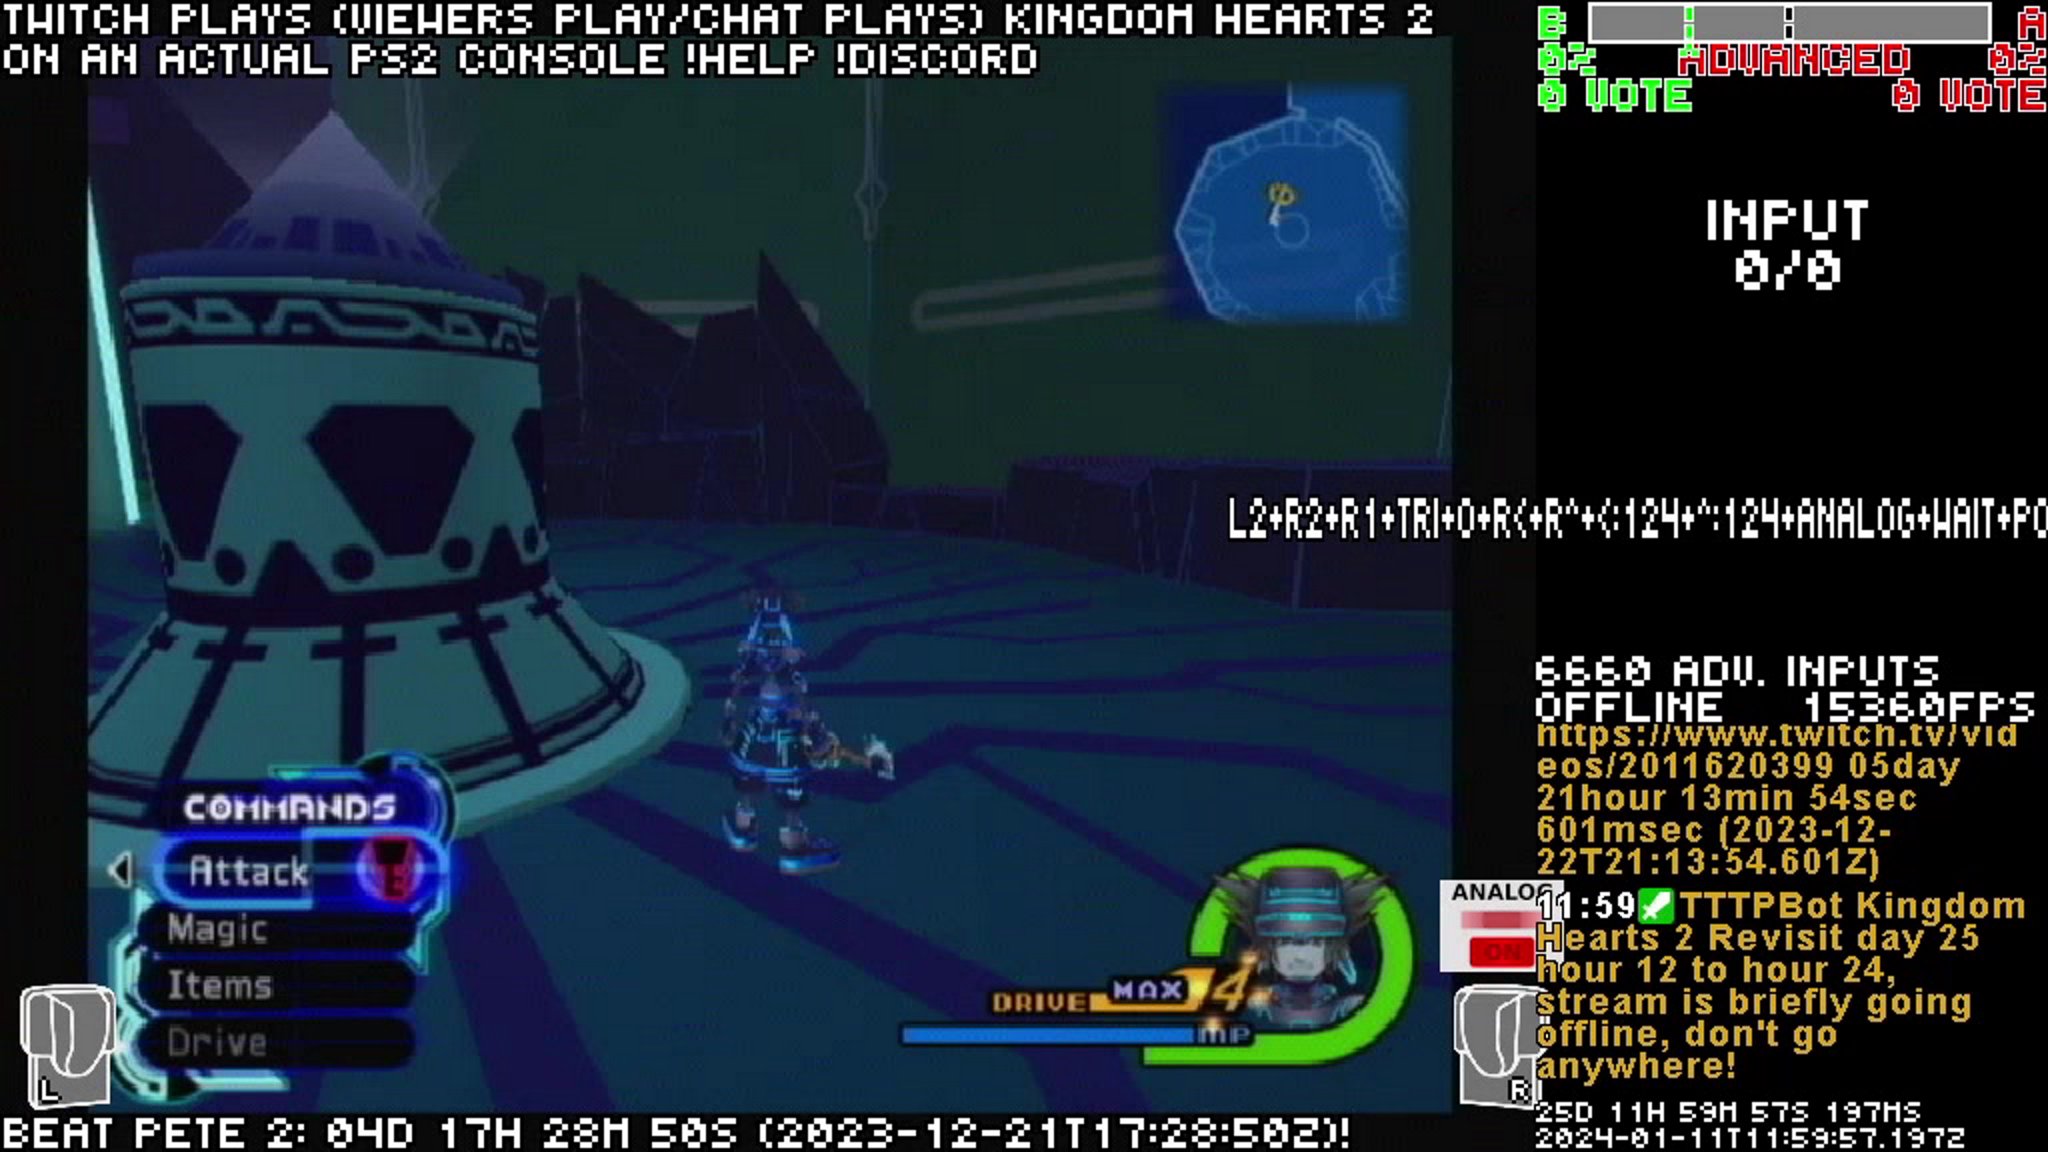 TWITCH PLAYS (VIEWERS PLAY/CHAT PLAYS) KINGDOM HEARTS 2
ON AN ACTUAL PS2 CONSOLE !HELP !DISCORD
B A
0% ADVANCED 0%
0 VOTE 0 VOTE
INPUT
0/0
L2+R2+R1+TRI+O+R<+R^+<:124+^:124+ANALOG+WAIT+PO
6660 ADV. INPUTS
OFFLINE 15360FPS
https://www.twitch.tv/vid
eos/2011620399 05day
21hour 13min 54sec
601msec (2023-12-
22T21:13:54.601Z)
11:59 TTTPBot Kingdom
Hearts 2 Revisit day 25
hour 12 to hour 24,
stream is briefly going
offline, don't go
anywhere!
25D 11H 59M 57S 197MS
2024-01-11T11:59:57.197Z
COMMANDS
Attack
Magic
Items
Drive
DRIVE MAX 4
MP
ANALOG
ON
L
R
BEAT PETE 2: 04D 17H 28M 50S (2023-12-21T17:28:50Z)!